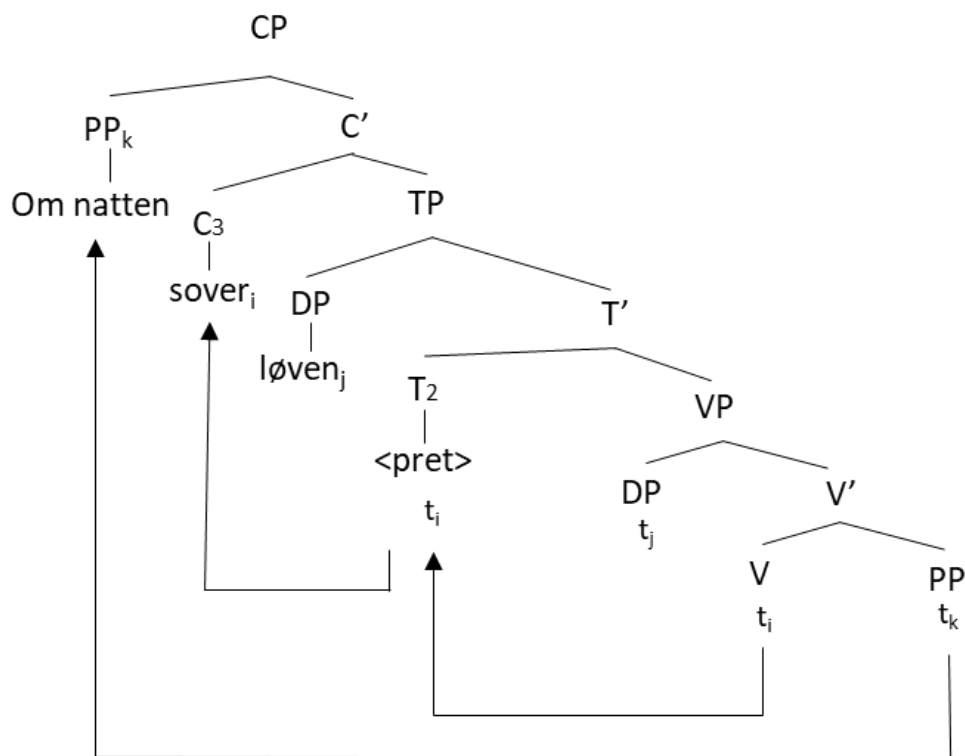 CP
PPk C’
Om natten C3 TP
soveri DP T’
løvenj T2 VP
<pret> DP V’
ti tj V PP
ti tk